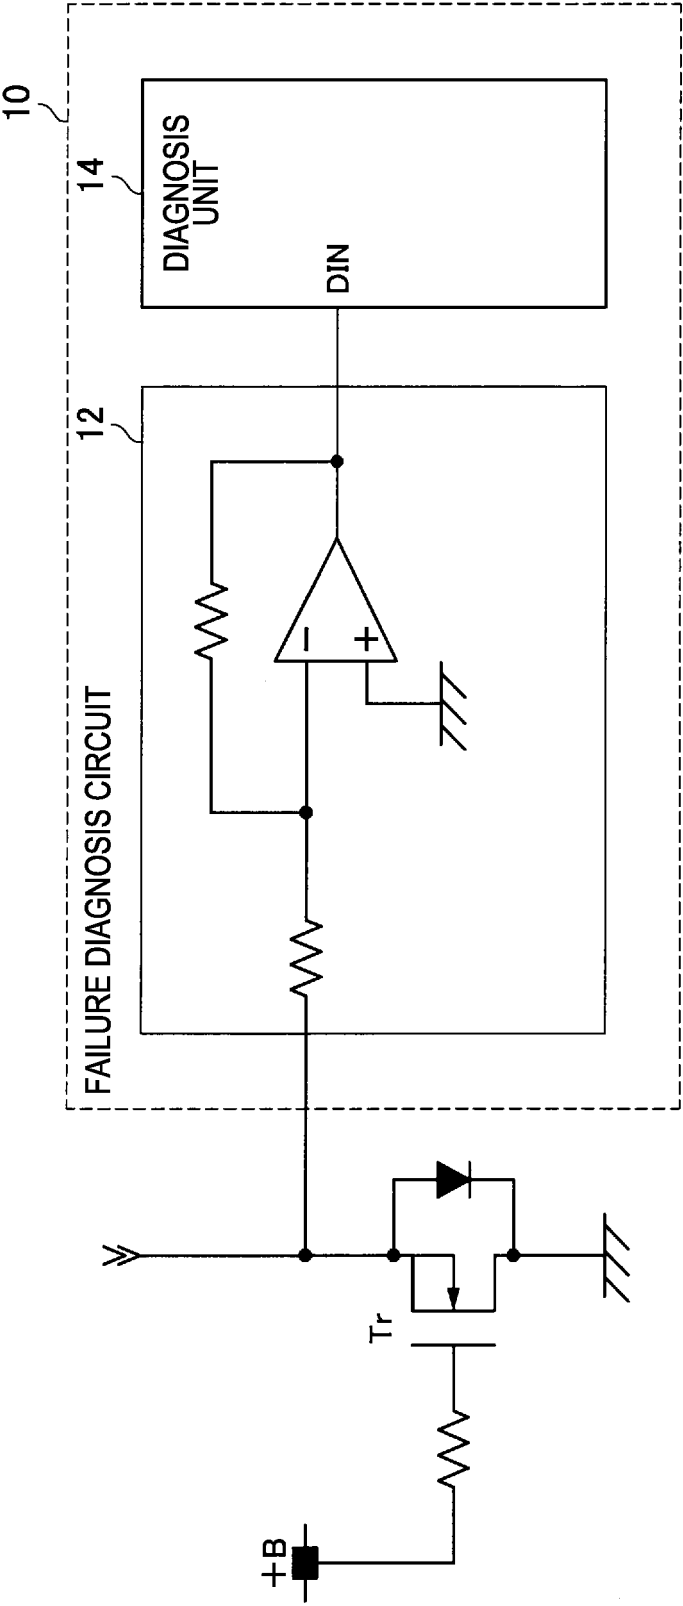 10
FAILURE DIAGNOSIS CIRCUIT
12
14
DIAGNOSIS
UNIT
DIN
−
+
Tr
+B